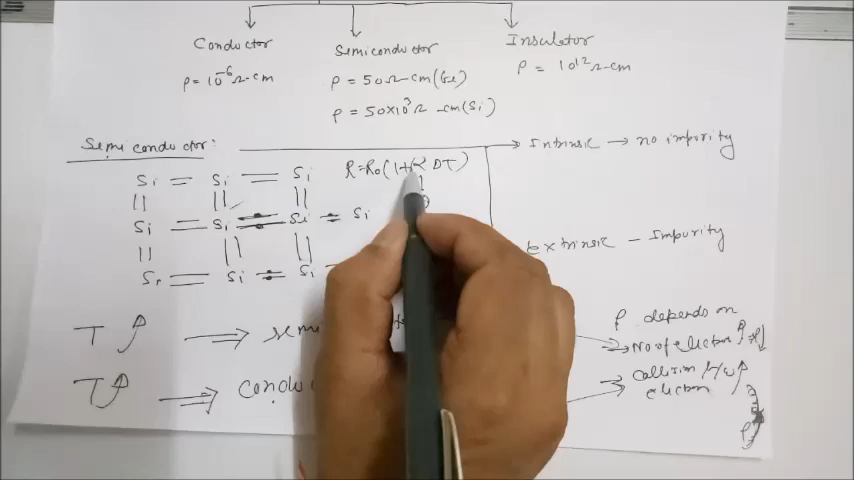 Conductor
Semiconductor
Insulator
ρ = 10⁻⁶ Ω-cm
ρ = 50 Ω-cm (Ge)
ρ = 10¹² Ω-cm
ρ = 50×10³ Ω-cm (Si)
Semiconductor: → Intrinsic → no impurity
Si = Si = Si R=R₀(1+α ΔT)
Si = Si = Si = Si
extrinsic - Impurity
Si = Si = Si
T ↑ ⇒
ρ depends on
→ No of electron
T ↑ ⇒ condu
→ collision b/w ↑
electron
ρ